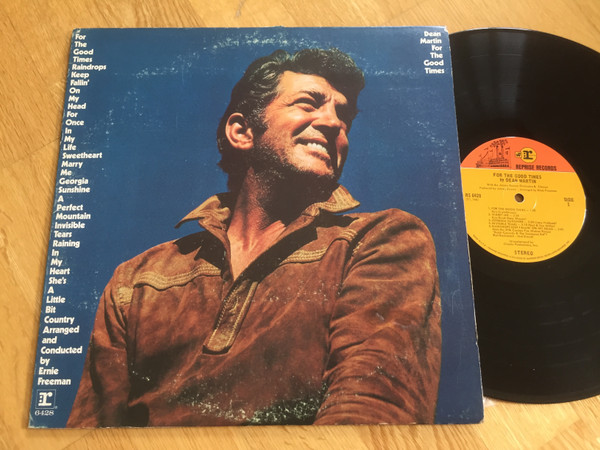 For
The
Good
Times
Raindrops
Keep
Fallin'
On
My
Head
For
Once
In
My
Life
Sweetheart
Marry
Me
Georgia
Sunshine
A
Perfect
Mountain
Invisible
Tears
Raining
In
My
Heart
She's
A
Little
Bit
Country
Arranged
and
Conducted
by
Ernie
Freeman
r
6428
Dean
Martin
For
The
Good
Times
REPRISE RECORDS
FOR THE GOOD TIMES
DEAN MARTIN
STEREO